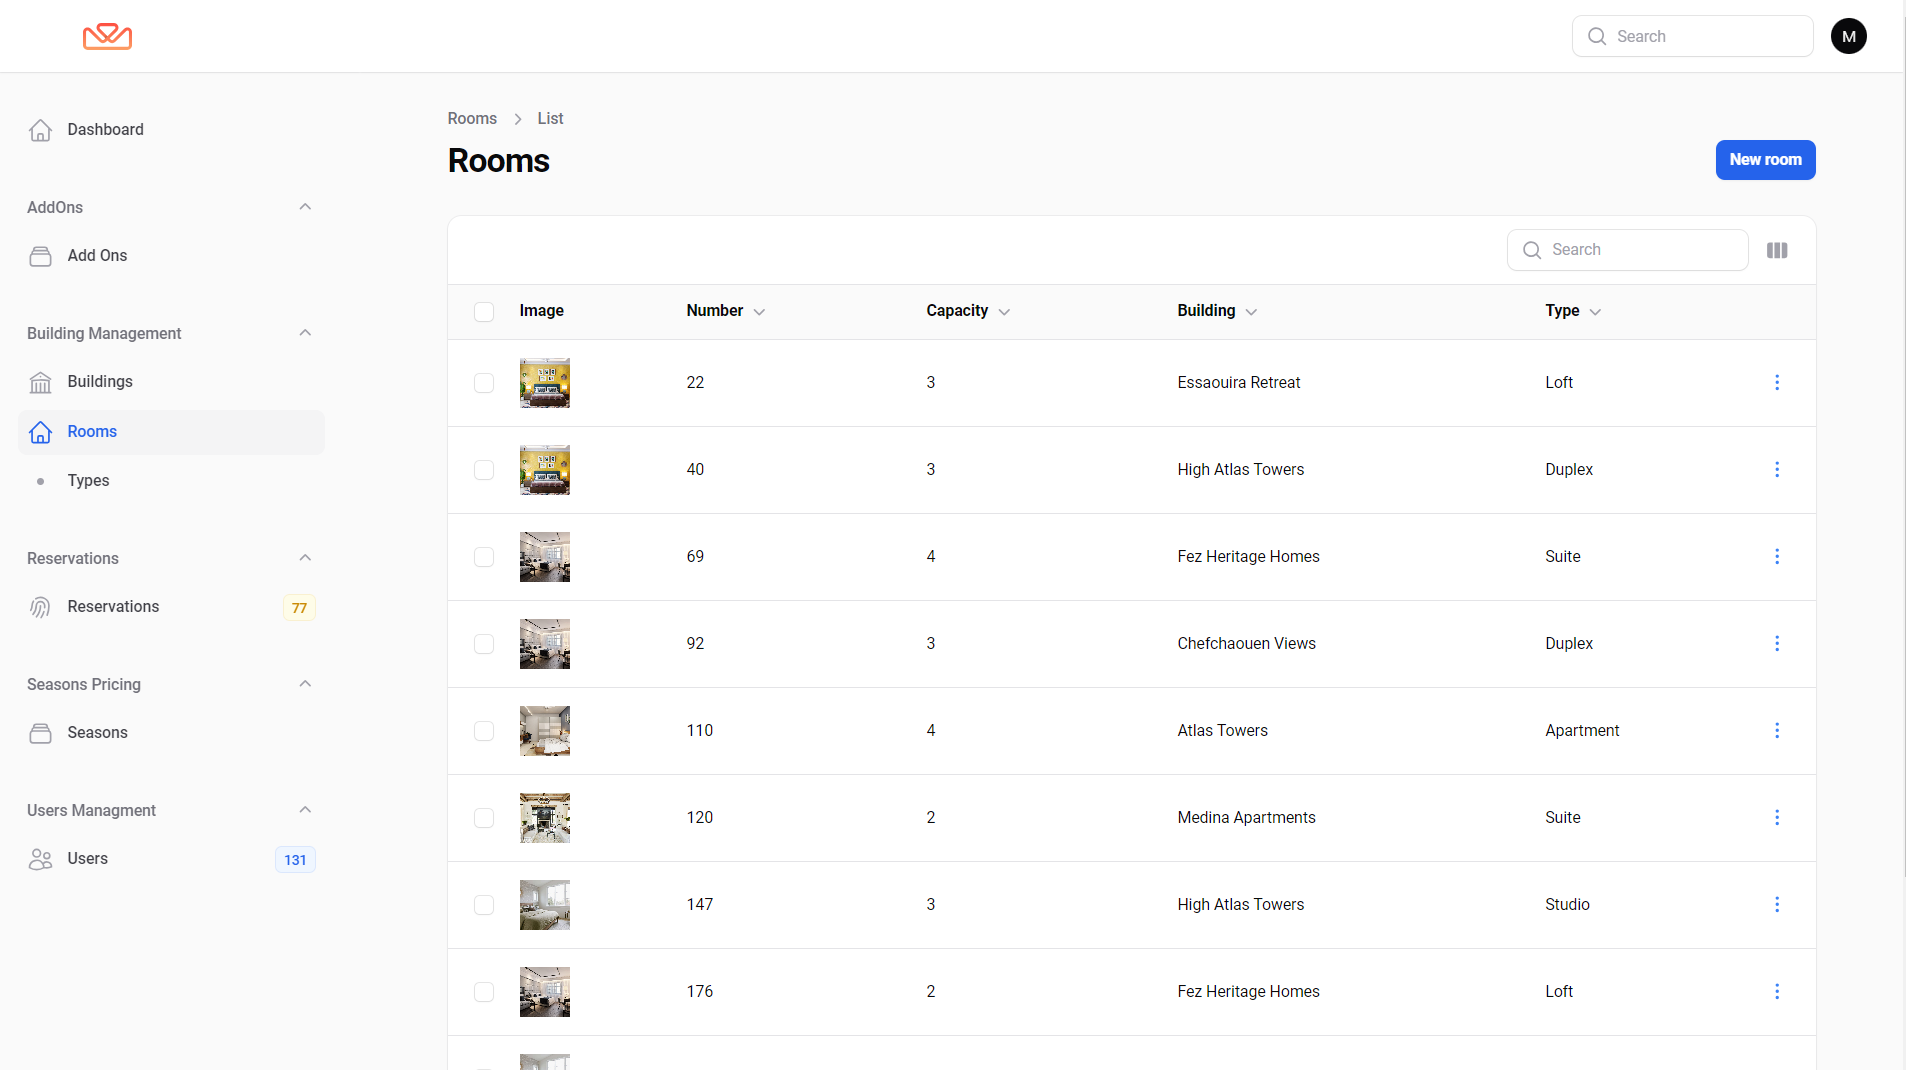 Search
M
Dashboard
AddOns
Add Ons
Building Management
Buildings
Rooms
Types
Reservations
Reservations 77
Seasons Pricing
Seasons
Users Managment
Users 131
Rooms > List
Rooms
New room
Search
Image Number Capacity Building Type
22 3 Essaouira Retreat Loft
40 3 High Atlas Towers Duplex
69 4 Fez Heritage Homes Suite
92 3 Chefchaouen Views Duplex
110 4 Atlas Towers Apartment
120 2 Medina Apartments Suite
147 3 High Atlas Towers Studio
176 2 Fez Heritage Homes Loft